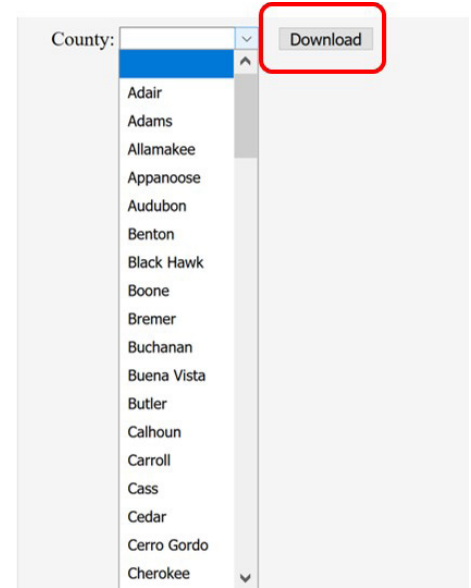 County: Download
Adair
Adams
Allamakee
Appanoose
Audubon
Benton
Black Hawk
Boone
Bremer
Buchanan
Buena Vista
Butler
Calhoun
Carroll
Cass
Cedar
Cerro Gordo
Cherokee